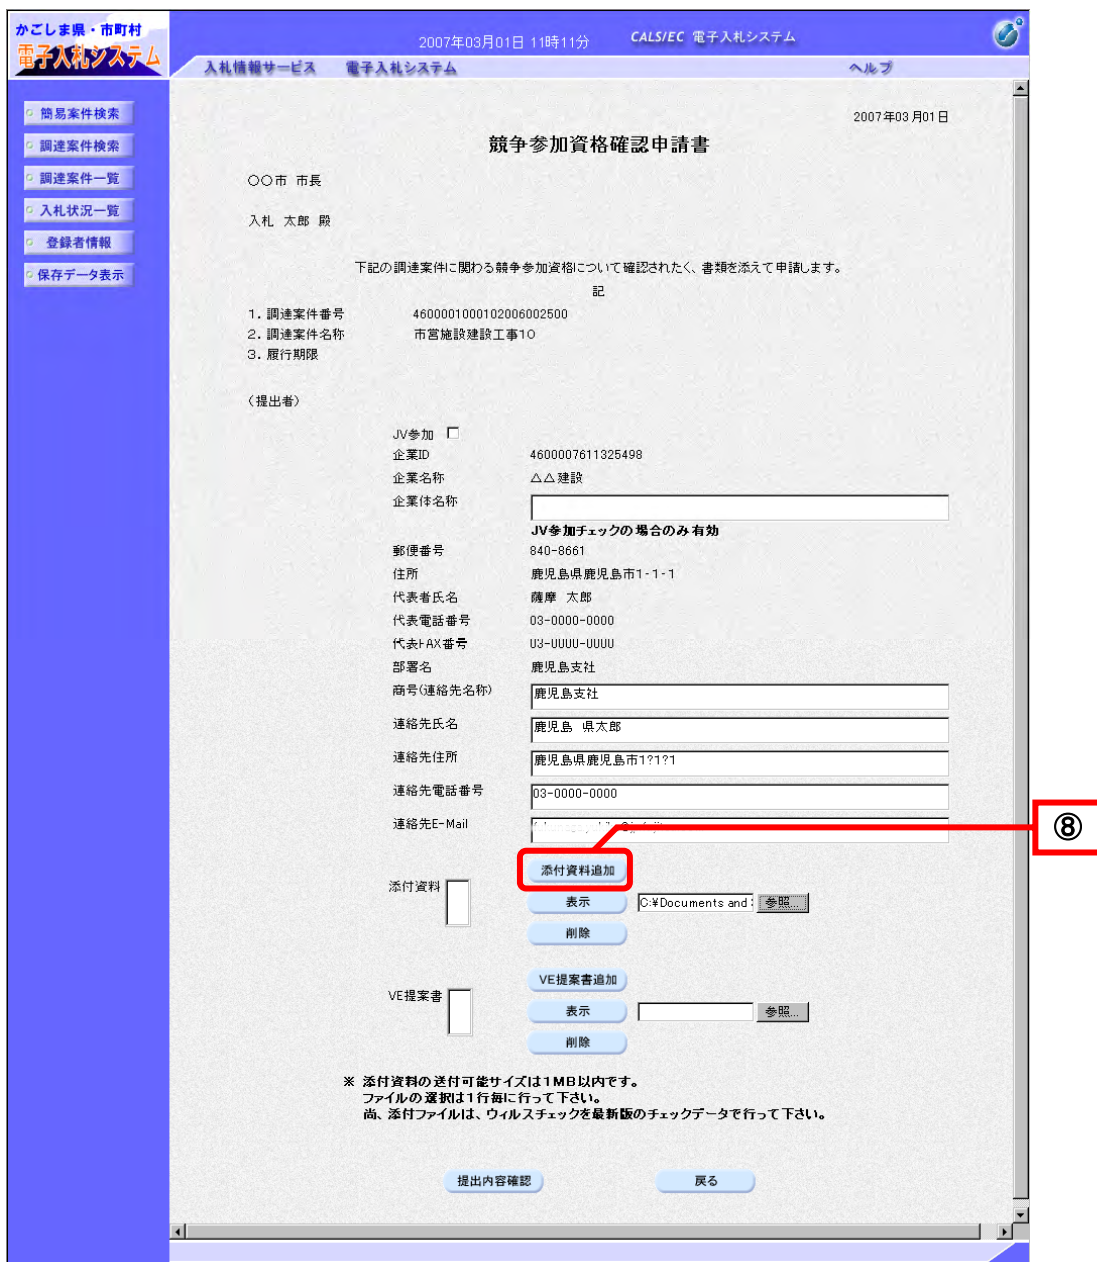 かごしま県・市町村
電子入札システム
2007年03月01日 11時11分
CALS/EC 電子入札システム
入札情報サービス
電子入札システム
ヘルプ
簡易案件検索
調達案件検索
調達案件一覧
入札状況一覧
登録者情報
保存データ表示
2007年03月01日
競争参加資格確認申請書
〇〇市 市長
入札 太郎 殿
下記の調達案件に関わる競争参加資格について確認されたく、書類を添えて申請します。
記
1. 調達案件番号 4600001000102006002500
2. 調達案件名称 市営施設建設工事10
3. 履行期限
(提出者)
JV参加
企業ID 4600007611325498
企業名称 △△建設
企業体名称
JV参加チェックの場合のみ有効
郵便番号 840-8661
住所 鹿児島県鹿児島市1-1-1
代表者氏名 薩摩 太郎
代表電話番号 03-0000-0000
代表FAX番号 03-0000-0000
部署名 鹿児島支社
商号(連絡先名称) 鹿児島支社
連絡先氏名 鹿児島 県太郎
連絡先住所 鹿児島県鹿児島市1?1?1
連絡先電話番号 03-0000-0000
連絡先E-Mail
⑧
添付資料追加
添付資料
表示 C:¥Documents and 参照...
削除
VE提案書追加
VE提案書
表示 参照...
削除
※ 添付資料の送付可能サイズは1MB以内です。
ファイルの選択は1行毎に行って下さい。
尚、添付ファイルは、ウィルスチェックを最新版のチェックデータで行って下さい。
提出内容確認
戻る